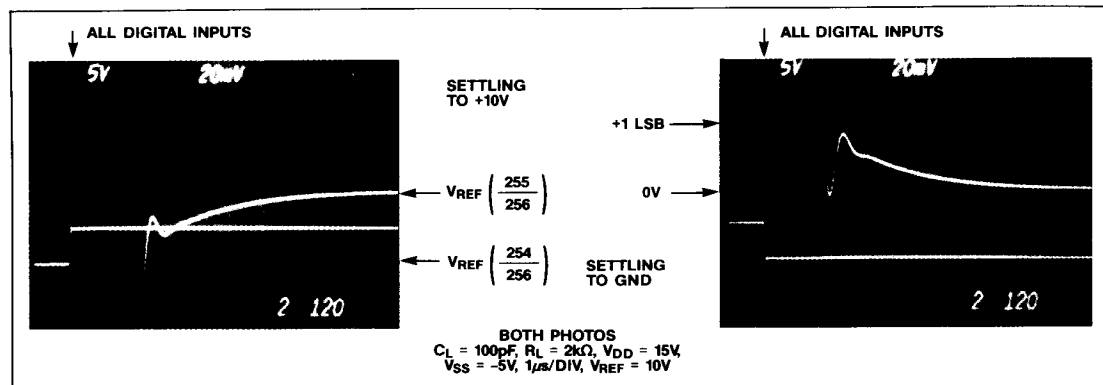 ALL DIGITAL INPUTS
5V 20mV
SETTLING
TO +10V
VREF (255/256)
VREF (254/256)
2 120
ALL DIGITAL INPUTS
5V 20mV
+1 LSB
0V
SETTLING
TO GND
2 120
BOTH PHOTOS
CL = 100pF, RL = 2kΩ, VDD = 15V,
VSS = –5V, 1μs/DIV, VREF = 10V